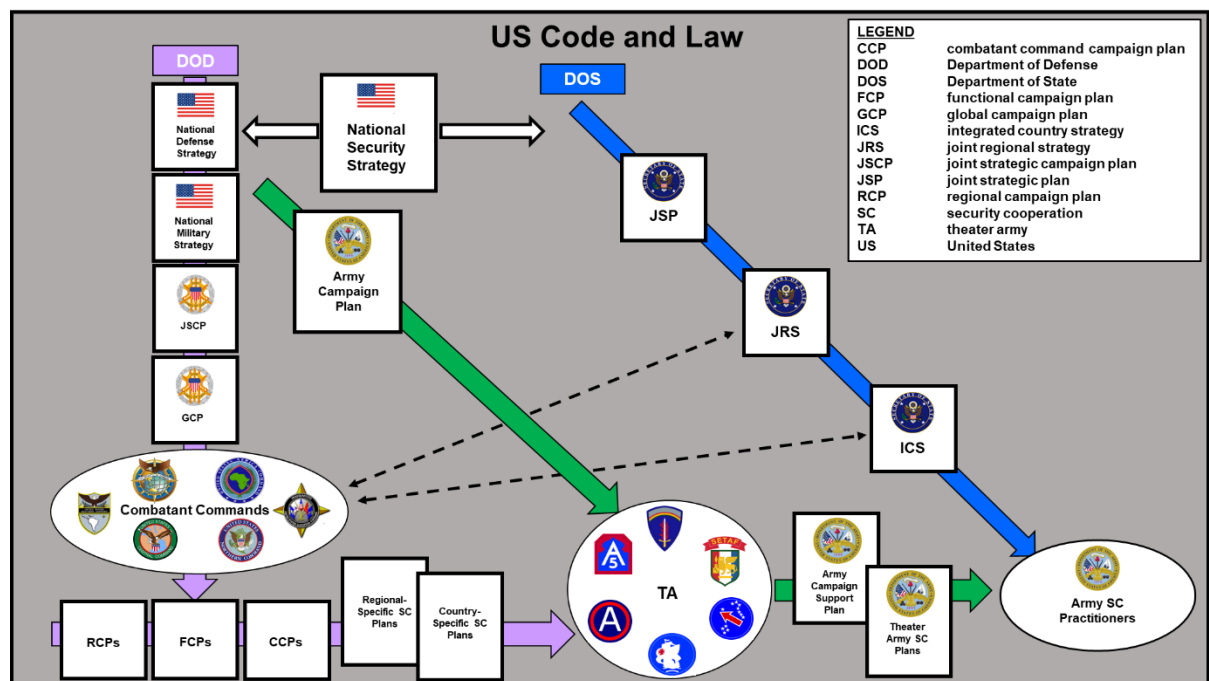 US Code and Law
DOD
National
Defense
Strategy
National
Military
Strategy
JSCP
GCP
Combatant Commands
National
Security
Strategy
Army
Campaign
Plan
DOS
JSP
JRS
ICS
LEGEND
CCP combatant command campaign plan
DOD Department of Defense
DOS Department of State
FCP functional campaign plan
GCP global campaign plan
ICS integrated country strategy
JRS joint regional strategy
JSCP joint strategic campaign plan
JSP joint strategic plan
RCP regional campaign plan
SC security cooperation
TA theater army
US United States
RCPs
FCPs
CCPs
Regional-
Specific SC
Plans
Country-
Specific SC
Plans
5
SETAF
TA
A
Army
Campaign
Support
Plan
Theater
Army SC
Plans
Army SC
Practitioners